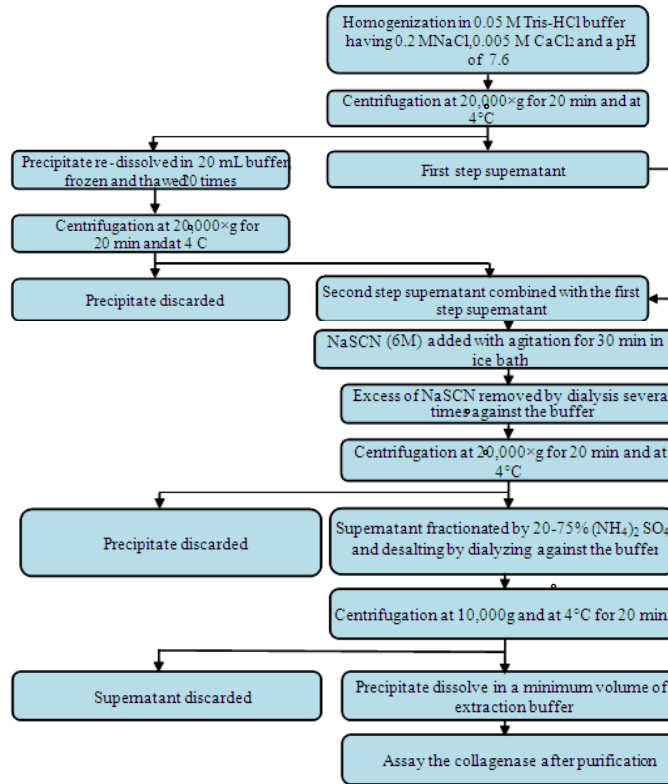 Homogenization in 0.05 M Tris-HCl buffer
having 0.2 MNaCl,0.005 M CaCl2 and a pH
of 7.6
Centrifugation at 20,000×g for 20 min and at
4°C
Precipitate re-dissolved in 20 mL buffer,
frozen and thawed 20 times
First step supernatant
Centrifugation at 20,000×g for
20 min andat 4 C
Precipitate discarded
Second step supernatant combined with the first
step supernatant
NaSCN (6M) added with agitation for 30 min in
ice bath
Excess of NaSCN removed by dialysis severa
times against the buffer
Centrifugation at 20,000×g for 20 min and at
4°C
Precipitate discarded
Supernatant fractionated by 20-75% (NH4)2 SO4
and desalting by dialyzing against the buffer
Centrifugation at 10,000g and at 4°C for 20 min
Supernatant discarded
Precipitate dissolve in a minimum volume of
extraction buffer
Assay the collagenase after purification